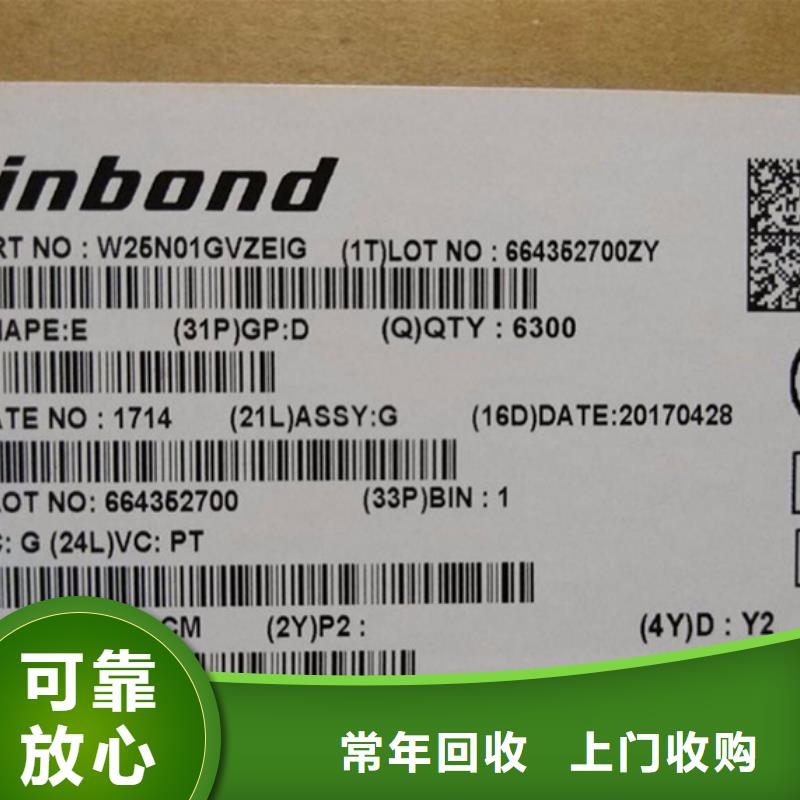 inbond
RT NO : W25N01GVZEIG (1T)LOT NO : 664352700ZY
HAPE:E (31P)GP:D (Q)QTY : 6300
ATE NO : 1714 (21L)ASSY:G (16D)DATE:20170428
LOT NO: 664352700 (33P)BIN : 1
C: G (24L)VC: PT
CM (2Y)P2 : (4Y)D : Y2
可靠
放心
常年回收 上门收购